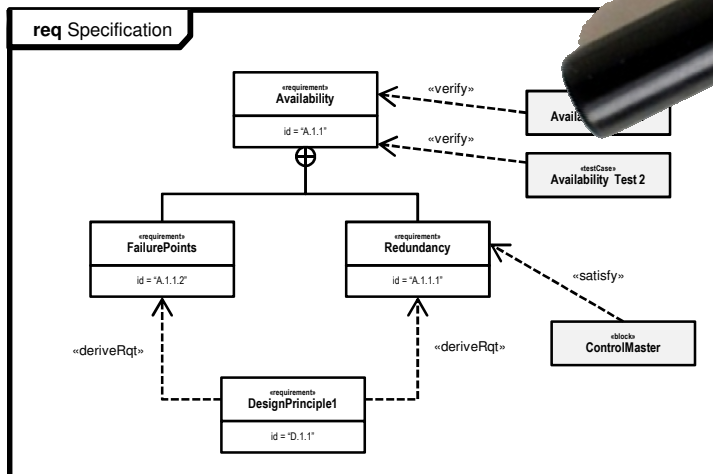 req Specification
«requirement»
Availability
id = “A.1.1”
«verify»
«verify»
«testCase»
Availability Test 2
«requirement»
FailurePoints
id = “A.1.1.2”
«requirement»
Redundancy
id = “A.1.1.1”
«satisfy»
«block»
ControlMaster
«deriveRqt»
«deriveRqt»
«requirement»
DesignPrinciple1
id = “D.1.1”